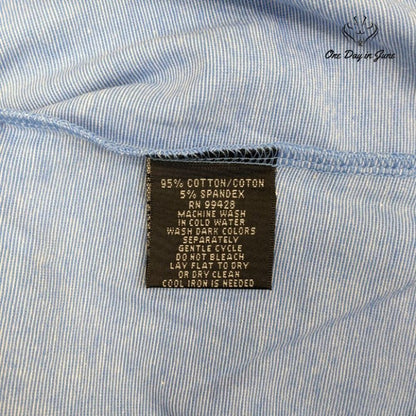 One Day in June
95% COTTON/COTON
5% SPANDEX
RN 99428
MACHINE WASH
IN COLD WATER
WASH DARK COLORS
SEPARATELY
GENTLE CYCLE
DO NOT BLEACH
LAY FLAT TO DRY
OR DRY CLEAN
COOL IRON IS NEEDED